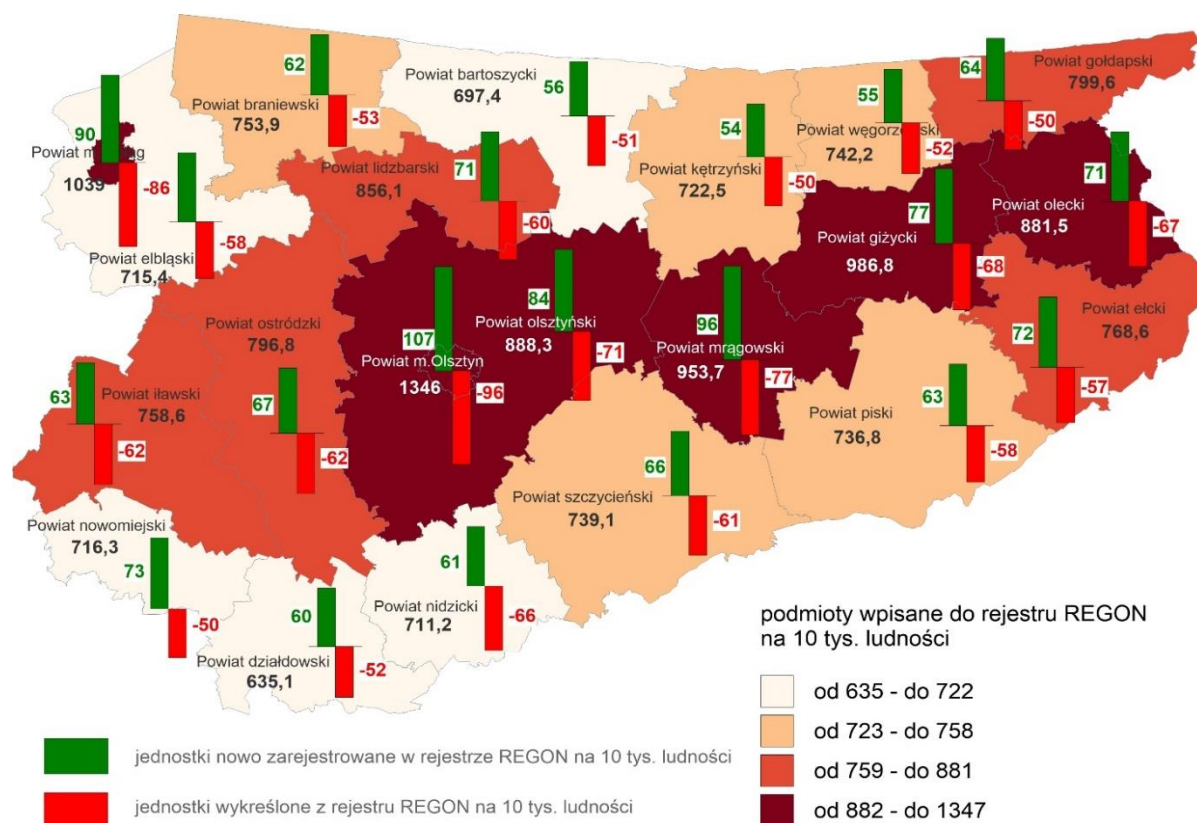 62
Powiat braniewski
753,9
-53
Powiat bartoszycki
697,4
56
-51
64
Powiat gołdapski
799,6
-50
55
Powiat
742,2
-52
54
Powiat kętrzyński
722,5
-50
90
Powiat
1039
-86
Powiat lidzbarski
856,1
71
-60
71
Powiat olecki
881,5
-67
77
Powiat giżycki
986,8
-68
-58
Powiat elbląski
715,4
Powiat ostródzki
796,8
67
-62
107
Powiat m.Olsztyn
1346
-96
84
Powiat olsztyński
888,3
-71
96
Powiat mrągowski
953,7
-77
72
Powiat ełcki
768,6
-57
63
Powiat iławski
758,6
-62
63
Powiat piski
736,8
-58
66
Powiat szczycieński
739,1
-61
Powiat nowomiejski
716,3
73
-50
61
Powiat nidzicki
711,2
-66
60
Powiat działdowski
635,1
-52
podmioty wpisane do rejestru REGON
na 10 tys. ludności
od 635 - do 722
od 723 - do 758
od 759 - do 881
od 882 - do 1347
jednostki nowo zarejestrowane w rejestrze REGON na 10 tys. ludności
jednostki wykreślone z rejestru REGON na 10 tys. ludności